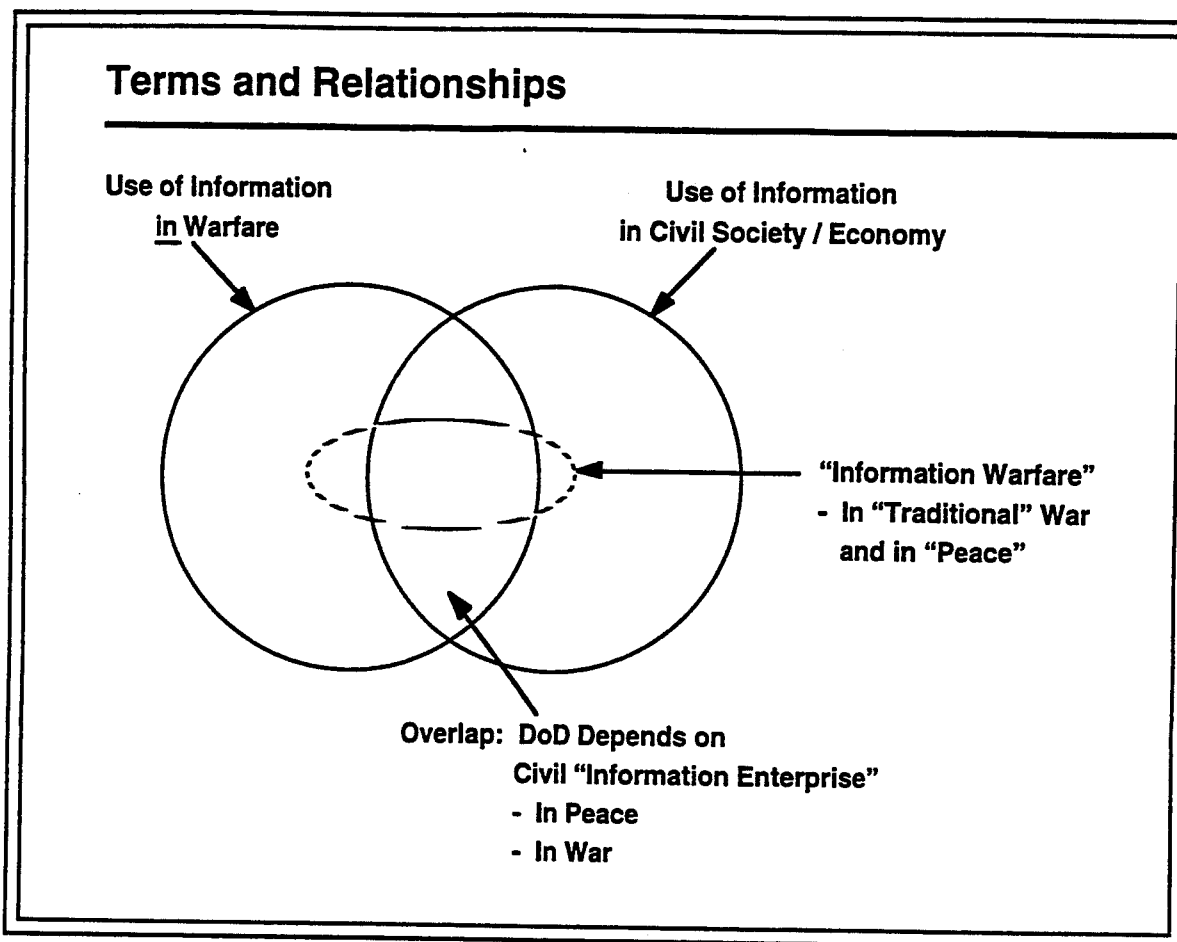 Terms and Relationships
Use of Information
in Warfare
Use of Information
in Civil Society / Economy
“Information Warfare”
- In “Traditional” War
and in “Peace”
Overlap: DoD Depends on
Civil “Information Enterprise”
- In Peace
- In War